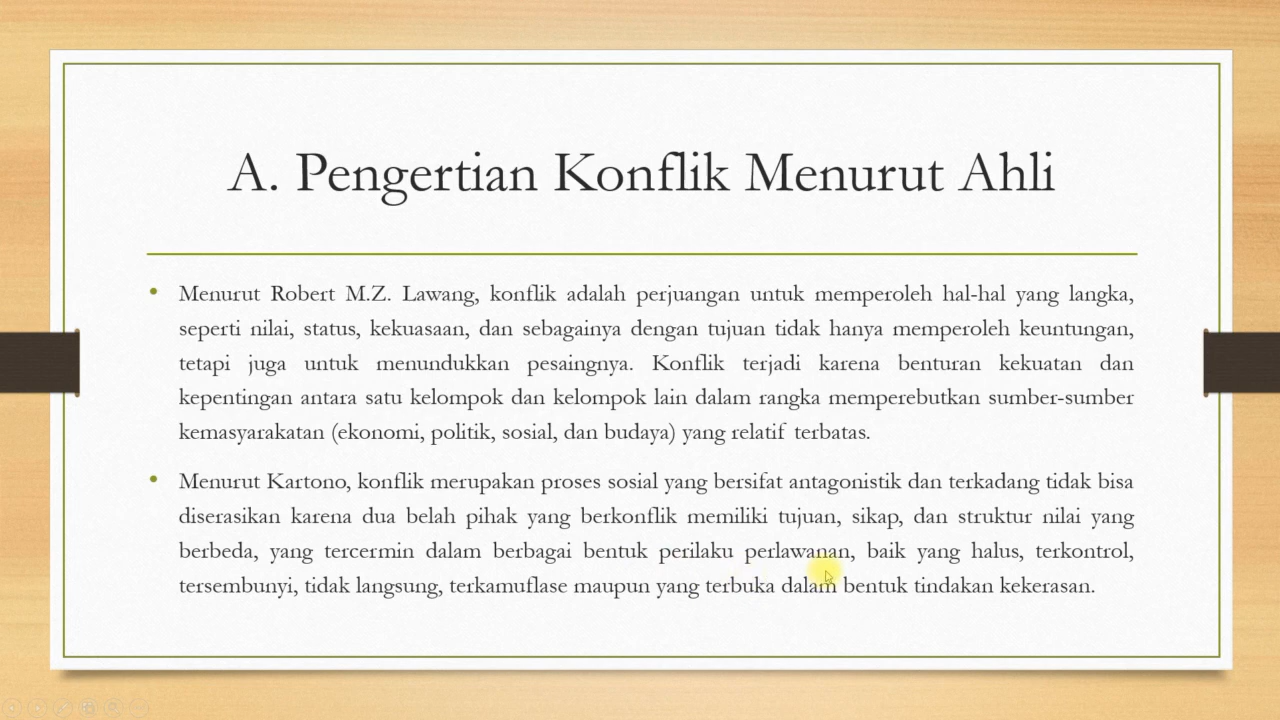 A. Pengertian Konflik Menurut Ahli
• Menurut Robert M.Z. Lawang, konflik adalah perjuangan untuk memperoleh hal-hal yang langka,
seperti nilai, status, kekuasaan, dan sebagainya dengan tujuan tidak hanya memperoleh keuntungan,
tetapi juga untuk menundukkan pesaingnya. Konflik terjadi karena benturan kekuatan dan
kepentingan antara satu kelompok dan kelompok lain dalam rangka memperebutkan sumber-sumber
kemasyarakatan (ekonomi, politik, sosial, dan budaya) yang relatif terbatas.
• Menurut Kartono, konflik merupakan proses sosial yang bersifat antagonistik dan terkadang tidak bisa
diserasikan karena dua belah pihak yang berkonflik memiliki tujuan, sikap, dan struktur nilai yang
berbeda, yang tercermin dalam berbagai bentuk perilaku perlawanan, baik yang halus, terkontrol,
tersembunyi, tidak langsung, terkamuflase maupun yang terbuka dalam bentuk tindakan kekerasan.